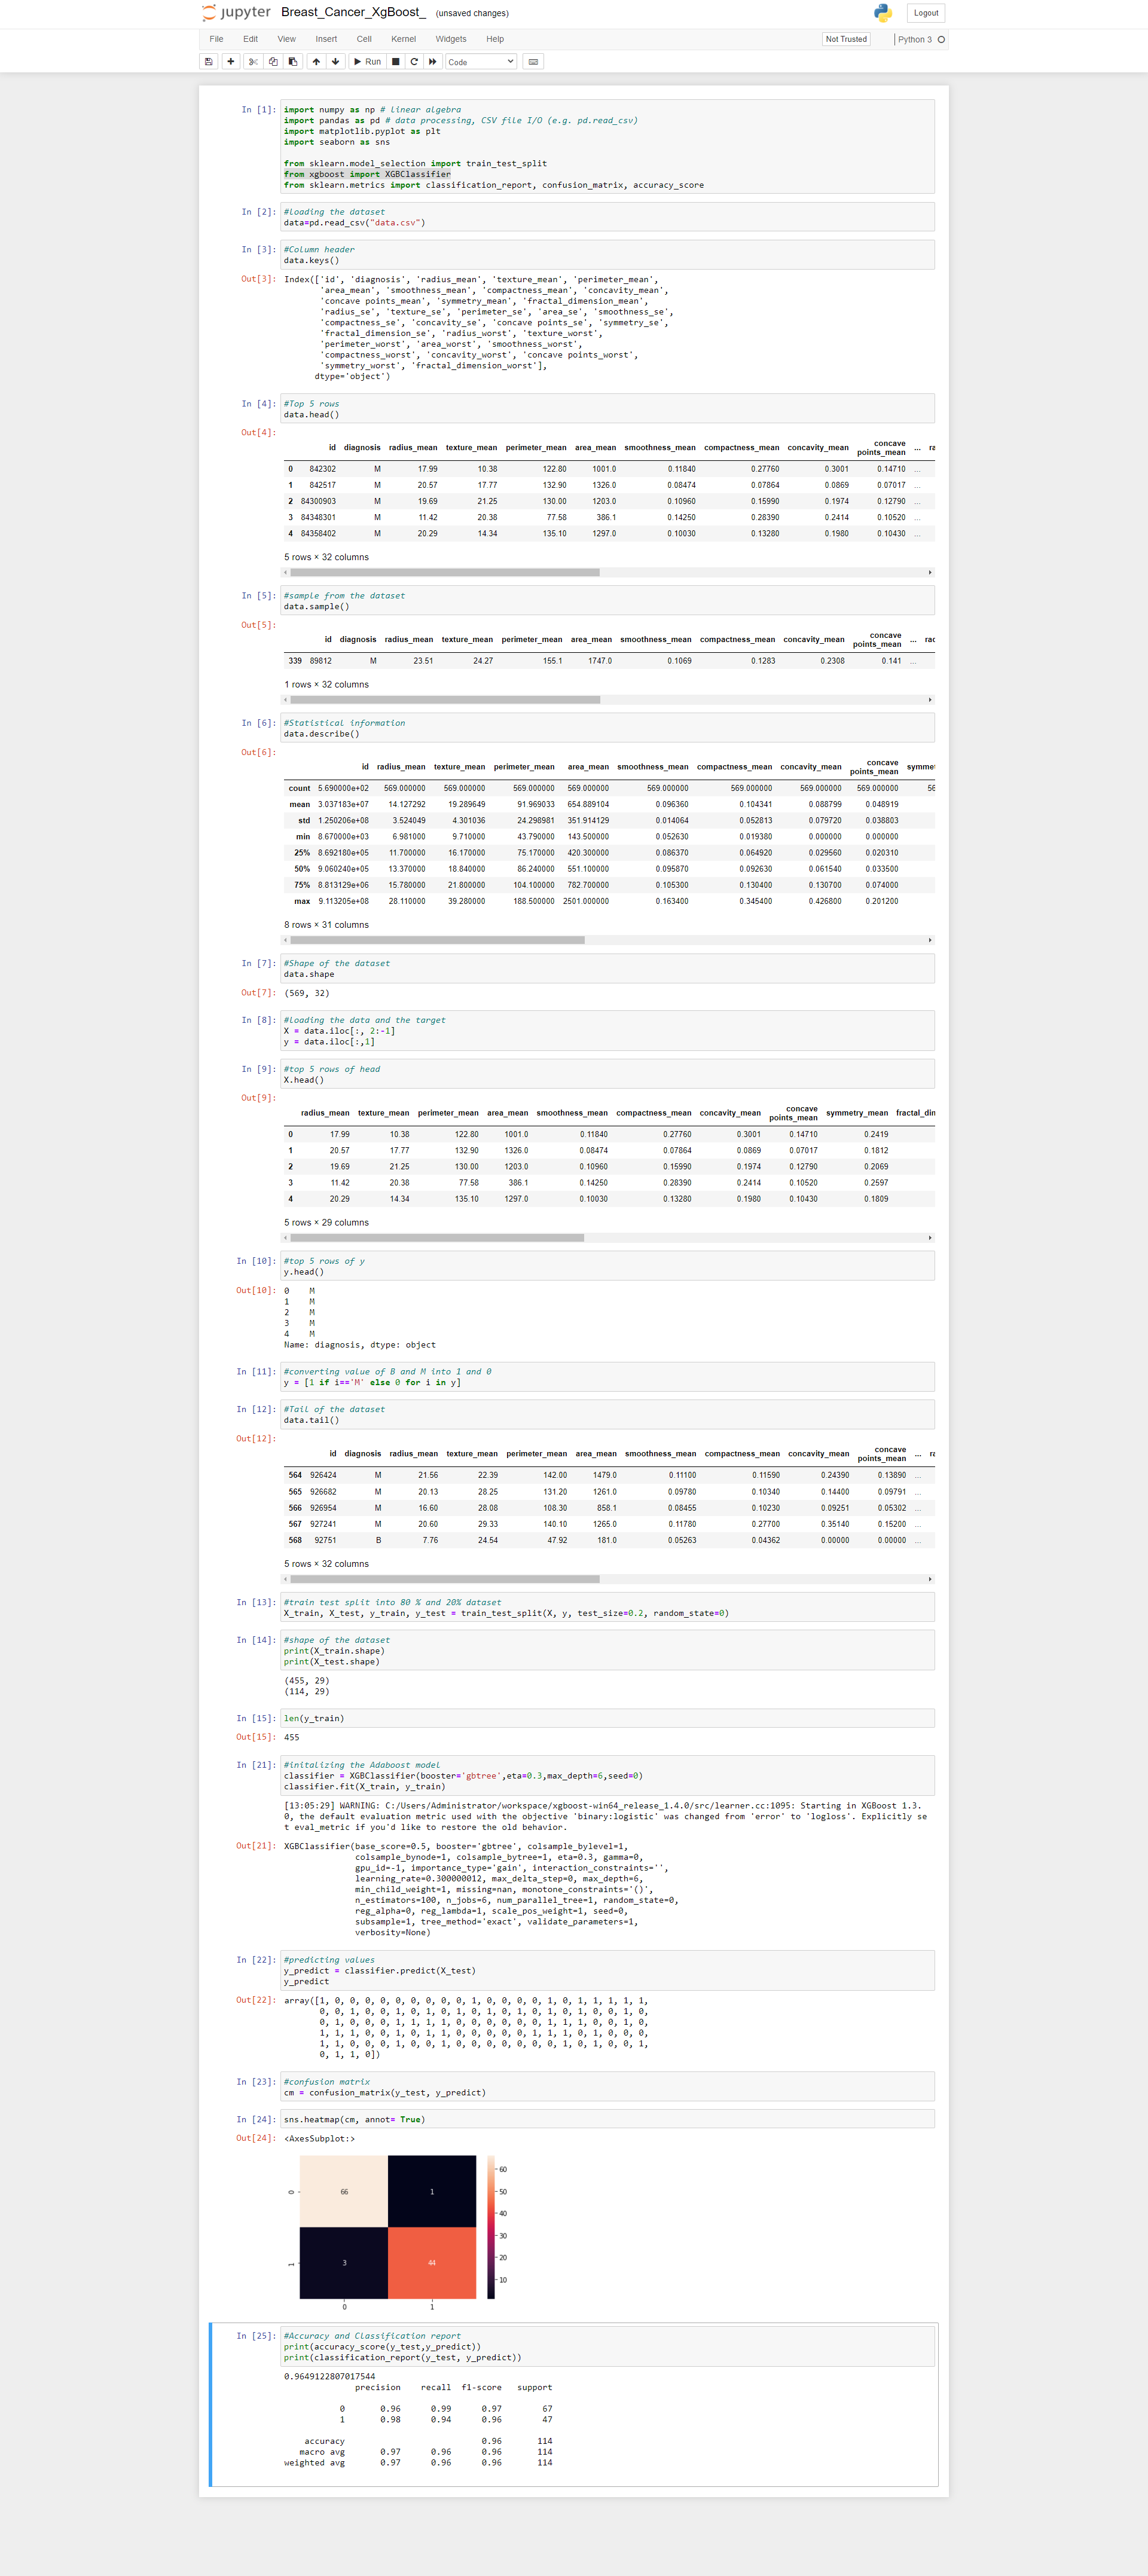 jupyter Breast_Cancer_XgBoost_ (unsaved changes) Logout
File Edit View Insert Cell Kernel Widgets Help Not Trusted Python 3
Run Code
In [1]: import numpy as np # linear algebra
import pandas as pd # data processing, CSV file I/O (e.g. pd.read_csv)
import matplotlib.pyplot as plt
import seaborn as sns
from sklearn.model_selection import train_test_split
from xgboost import XGBClassifier
from sklearn.metrics import classification_report, confusion_matrix, accuracy_score
In [2]: #loading the dataset
data=pd.read_csv("data.csv")
In [3]: #Column header
data.keys()
Out[3]: Index(['id', 'diagnosis', 'radius_mean', 'texture_mean', 'perimeter_mean',
'area_mean', 'smoothness_mean', 'compactness_mean', 'concavity_mean',
'concave points_mean', 'symmetry_mean', 'fractal_dimension_mean',
'radius_se', 'texture_se', 'perimeter_se', 'area_se', 'smoothness_se',
'compactness_se', 'concavity_se', 'concave points_se', 'symmetry_se',
'fractal_dimension_se', 'radius_worst', 'texture_worst',
'perimeter_worst', 'area_worst', 'smoothness_worst',
'compactness_worst', 'concavity_worst', 'concave points_worst',
'symmetry_worst', 'fractal_dimension_worst'],
dtype='object')
In [4]: #Top 5 rows
data.head()
Out[4]:
id diagnosis radius_mean texture_mean perimeter_mean area_mean smoothness_mean compactness_mean concavity_mean concave points_mean ... ra
0 842302 M 17.99 10.38 122.80 1001.0 0.11840 0.27760 0.3001 0.14710 ...
1 842517 M 20.57 17.77 132.90 1326.0 0.08474 0.07864 0.0869 0.07017 ...
2 84300903 M 19.69 21.25 130.00 1203.0 0.10960 0.15990 0.1974 0.12790 ...
3 84348301 M 11.42 20.38 77.58 386.1 0.14250 0.28390 0.2414 0.10520 ...
4 84358402 M 20.29 14.34 135.10 1297.0 0.10030 0.13280 0.1980 0.10430 ...
5 rows × 32 columns
In [5]: #sample from the dataset
data.sample()
Out[5]:
id diagnosis radius_mean texture_mean perimeter_mean area_mean smoothness_mean compactness_mean concavity_mean concave points_mean ... rac
339 89812 M 23.51 24.27 155.1 1747.0 0.1069 0.1283 0.2308 0.141 ...
1 rows × 32 columns
In [6]: #Statistical information
data.describe()
Out[6]:
id radius_mean texture_mean perimeter_mean area_mean smoothness_mean compactness_mean concavity_mean concave points_mean symmet
count 5.690000e+02 569.000000 569.000000 569.000000 569.000000 569.000000 569.000000 569.000000 569.000000 56
mean 3.037183e+07 14.127292 19.289649 91.969033 654.889104 0.096360 0.104341 0.088799 0.048919
std 1.250206e+08 3.524049 4.301036 24.298981 351.914129 0.014064 0.052813 0.079720 0.038803
min 8.670000e+03 6.981000 9.710000 43.790000 143.500000 0.052630 0.019380 0.000000 0.000000
25% 8.692180e+05 11.700000 16.170000 75.170000 420.300000 0.086370 0.064920 0.029560 0.020310
50% 9.060240e+05 13.370000 18.840000 86.240000 551.100000 0.095870 0.092630 0.061540 0.033500
75% 8.813129e+06 15.780000 21.800000 104.100000 782.700000 0.105300 0.130400 0.130700 0.074000
max 9.113205e+08 28.110000 39.280000 188.500000 2501.000000 0.163400 0.345400 0.426800 0.201200
8 rows × 31 columns
In [7]: #Shape of the dataset
data.shape
Out[7]: (569, 32)
In [8]: #loading the data and the target
X = data.iloc[:, 2:-1]
y = data.iloc[:,1]
In [9]: #top 5 rows of head
X.head()
Out[9]:
radius_mean texture_mean perimeter_mean area_mean smoothness_mean compactness_mean concavity_mean concave points_mean symmetry_mean fractal_din
0 17.99 10.38 122.80 1001.0 0.11840 0.27760 0.3001 0.14710 0.2419
1 20.57 17.77 132.90 1326.0 0.08474 0.07864 0.0869 0.07017 0.1812
2 19.69 21.25 130.00 1203.0 0.10960 0.15990 0.1974 0.12790 0.2069
3 11.42 20.38 77.58 386.1 0.14250 0.28390 0.2414 0.10520 0.2597
4 20.29 14.34 135.10 1297.0 0.10030 0.13280 0.1980 0.10430 0.1809
5 rows × 29 columns
In [10]: #top 5 rows of y
y.head()
Out[10]: 0 M
1 M
2 M
3 M
4 M
Name: diagnosis, dtype: object
In [11]: #converting value of B and M into 1 and 0
y = [1 if i=='M' else 0 for i in y]
In [12]: #Tail of the dataset
data.tail()
Out[12]:
id diagnosis radius_mean texture_mean perimeter_mean area_mean smoothness_mean compactness_mean concavity_mean concave points_mean ... ra
564 926424 M 21.56 22.39 142.00 1479.0 0.11100 0.11590 0.24390 0.13890 ...
565 926682 M 20.13 28.25 131.20 1261.0 0.09780 0.10340 0.14400 0.09791 ...
566 926954 M 16.60 28.08 108.30 858.1 0.08455 0.10230 0.09251 0.05302 ...
567 927241 M 20.60 29.33 140.10 1265.0 0.11780 0.27700 0.35140 0.15200 ...
568 92751 B 7.76 24.54 47.92 181.0 0.05263 0.04362 0.00000 0.00000 ...
5 rows × 32 columns
In [13]: #train test split into 80 % and 20% dataset
X_train, X_test, y_train, y_test = train_test_split(X, y, test_size=0.2, random_state=0)
In [14]: #shape of the dataset
print(X_train.shape)
print(X_test.shape)
(455, 29)
(114, 29)
In [15]: len(y_train)
Out[15]: 455
In [21]: #initalizing the Adaboost model
classifier = XGBClassifier(booster='gbtree',eta=0.3,max_depth=6,seed=0)
classifier.fit(X_train, y_train)
[13:05:29] WARNING: C:/Users/Administrator/workspace/xgboost-win64_release_1.4.0/src/learner.cc:1095: Starting in XGBoost 1.3.
0, the default evaluation metric used with the objective 'binary:logistic' was changed from 'error' to 'logloss'. Explicitly se
t eval_metric if you'd like to restore the old behavior.
Out[21]: XGBClassifier(base_score=0.5, booster='gbtree', colsample_bylevel=1,
colsample_bynode=1, colsample_bytree=1, eta=0.3, gamma=0,
gpu_id=-1, importance_type='gain', interaction_constraints='',
learning_rate=0.300000012, max_delta_step=0, max_depth=6,
min_child_weight=1, missing=nan, monotone_constraints='()',
n_estimators=100, n_jobs=6, num_parallel_tree=1, random_state=0,
reg_alpha=0, reg_lambda=1, scale_pos_weight=1, seed=0,
subsample=1, tree_method='exact', validate_parameters=1,
verbosity=None)
In [22]: #predicting values
y_predict = classifier.predict(X_test)
y_predict
Out[22]: array([1, 0, 0, 0, 0, 0, 0, 0, 0, 0, 1, 0, 0, 0, 0, 1, 0, 1, 1, 1, 1, 1,
0, 0, 1, 0, 0, 1, 0, 1, 0, 1, 0, 1, 0, 1, 0, 1, 0, 1, 0, 0, 1, 0,
0, 1, 0, 0, 0, 1, 1, 1, 1, 0, 0, 0, 0, 0, 0, 1, 1, 1, 0, 0, 1, 0,
1, 1, 1, 0, 0, 1, 0, 1, 1, 0, 0, 0, 0, 0, 1, 1, 1, 0, 1, 0, 0, 0,
1, 1, 0, 0, 0, 1, 0, 0, 1, 0, 0, 0, 0, 0, 0, 0, 1, 0, 1, 0, 0, 1,
0, 1, 1, 0])
In [23]: #confusion matrix
cm = confusion_matrix(y_test, y_predict)
In [24]: sns.heatmap(cm, annot= True)
Out[24]: <AxesSubplot:>
0 66 1
1 3 44
0 1
60
50
40
30
20
10
In [25]: #Accuracy and Classification report
print(accuracy_score(y_test,y_predict))
print(classification_report(y_test, y_predict))
0.9649122807017544
precision recall f1-score support
0 0.96 0.99 0.97 67
1 0.98 0.94 0.96 47
accuracy 0.96 114
macro avg 0.97 0.96 0.96 114
weighted avg 0.97 0.96 0.96 114